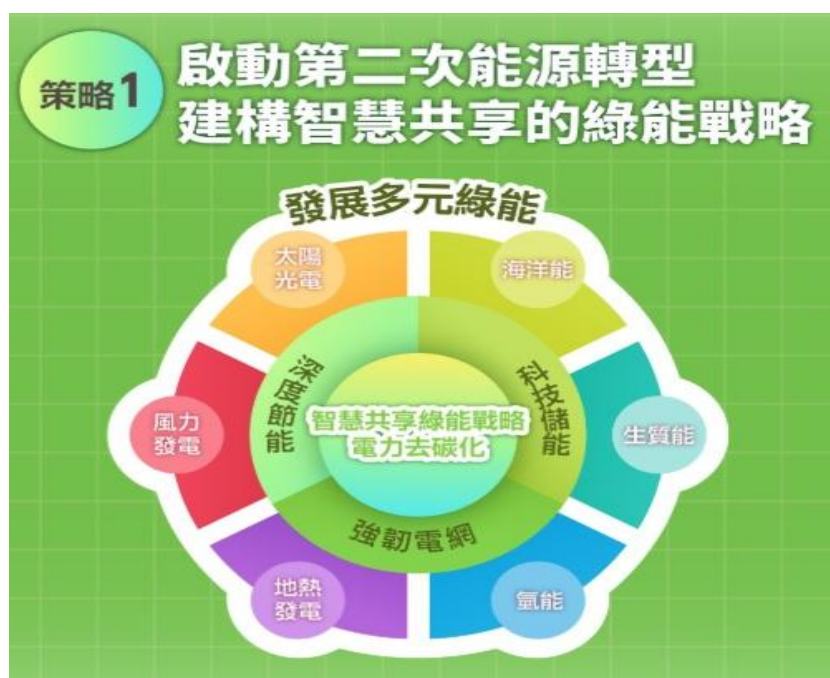 策略1
啟動第二次能源轉型
建構智慧共享的綠能戰略
發展多元綠能
太陽
光電
海洋能
深度節能
科技儲能
風力
發電
智慧共享綠能戰略
電力去碳化
生質能
強韌電網
地熱
發電
氫能